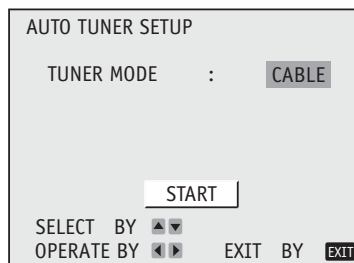 AUTO TUNER SETUP
TUNER MODE : CABLE
START
SELECT BY ▲▼
OPERATE BY ◀▶ EXIT BY EXIT